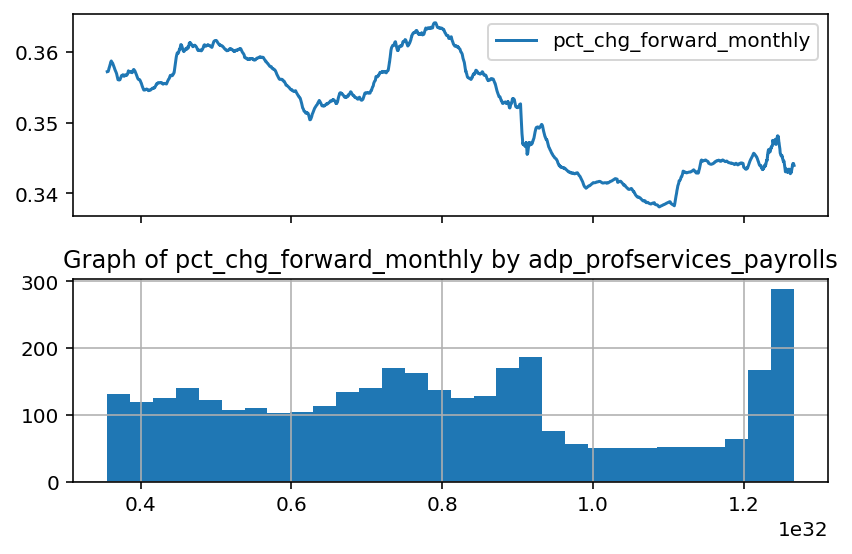 0.36
0.35
0.34
pct_chg_forward_monthly
Graph of pct_chg_forward_monthly by adp_profservices_payrolls
300
200
100
0
0.4 0.6 0.8 1.0 1.2
1e32